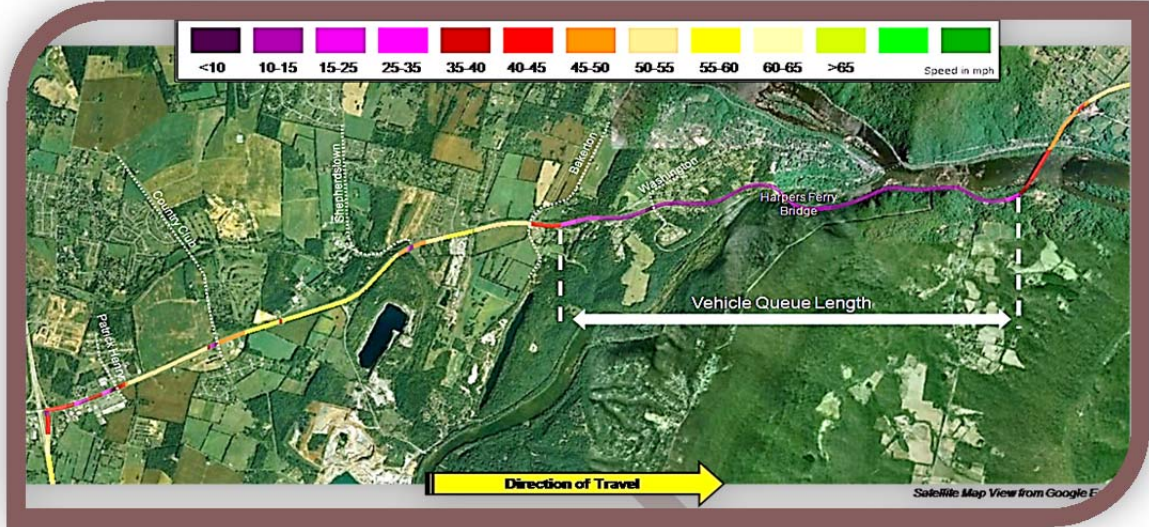 <10 10-15 15-25 25-35 35-40 40-45 45-50 50-55 55-60 60-65 >65
Speed in mph
Bakerton
Shepherdstown
Washington
Country Club
Harpers Ferry
Bridge
Vehicle Queue Length
Patrick Henry
Direction of Travel
Satellite Map View from Google